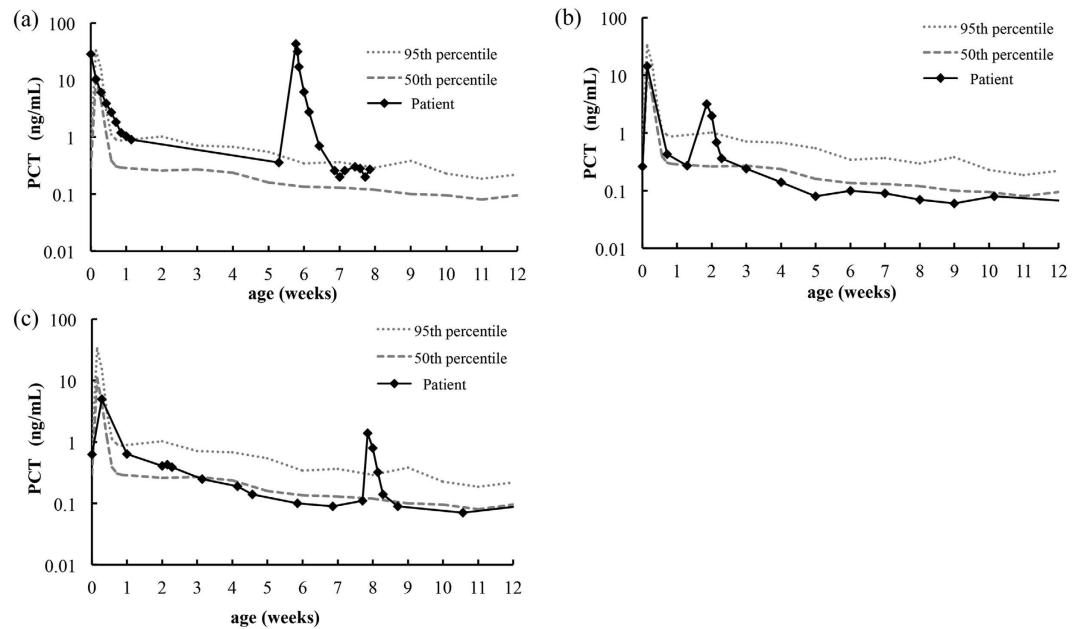 (a)
PCT (ng/mL)
100
10
1
0.1
0.01
95th percentile
50th percentile
Patient
0 1 2 3 4 5 6 7 8 9 10 11 12
age (weeks)
(b)
PCT (ng/mL)
100
10
1
0.1
0.01
95th percentile
50th percentile
Patient
0 1 2 3 4 5 6 7 8 9 10 11 12
age (weeks)
(c)
PCT (ng/mL)
100
10
1
0.1
0.01
95th percentile
50th percentile
Patient
0 1 2 3 4 5 6 7 8 9 10 11 12
age (weeks)